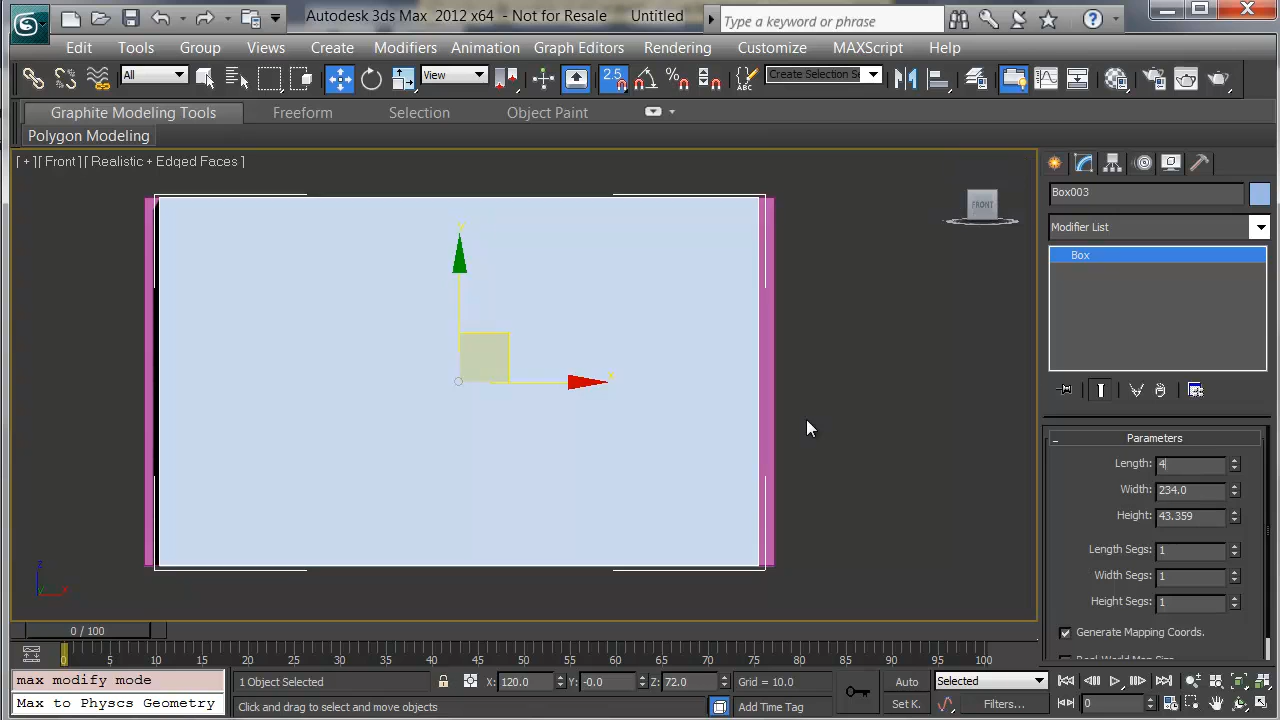 Autodesk 3ds Max 2012 x64 - Not for Resale Untitled
Type a keyword or phrase
Edit Tools Group Views Create Modifiers Animation Graph Editors Rendering Customize MAXScript Help
All View 2.5 ABC Create Selection Se
Graphite Modeling Tools Freeform Selection Object Paint
Polygon Modeling
[ + ] [ Front ] [ Realistic + Edged Faces ]
FRONT
Box003
Modifier List
Box
y
x
Parameters
Length: 4
Width: 234.0
Height: 43.359
Length Segs: 1
Width Segs: 1
Height Segs: 1
Generate Mapping Coords.
z
x
0 / 100
0 5 10 15 20 25 30 35 40 45 50 55 60 65 70 75 80 85 90 95 100
max modify mode
Max to Physcs Geometry
1 Object Selected X: 120.0 Y: -0.0 Z: 72.0 Grid = 10.0
Click and drag to select and move objects Add Time Tag
Auto Selected
Set K. Filters... 0